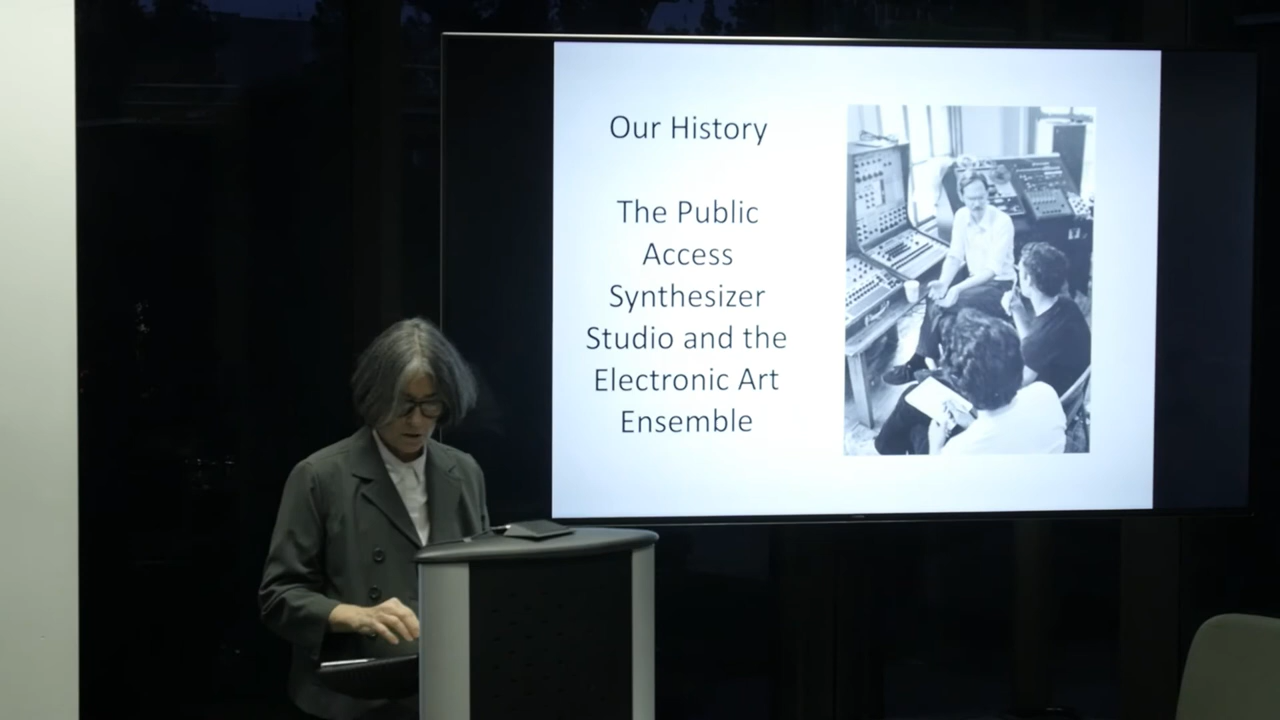 Our History
The Public
Access
Synthesizer
Studio and the
Electronic Art
Ensemble